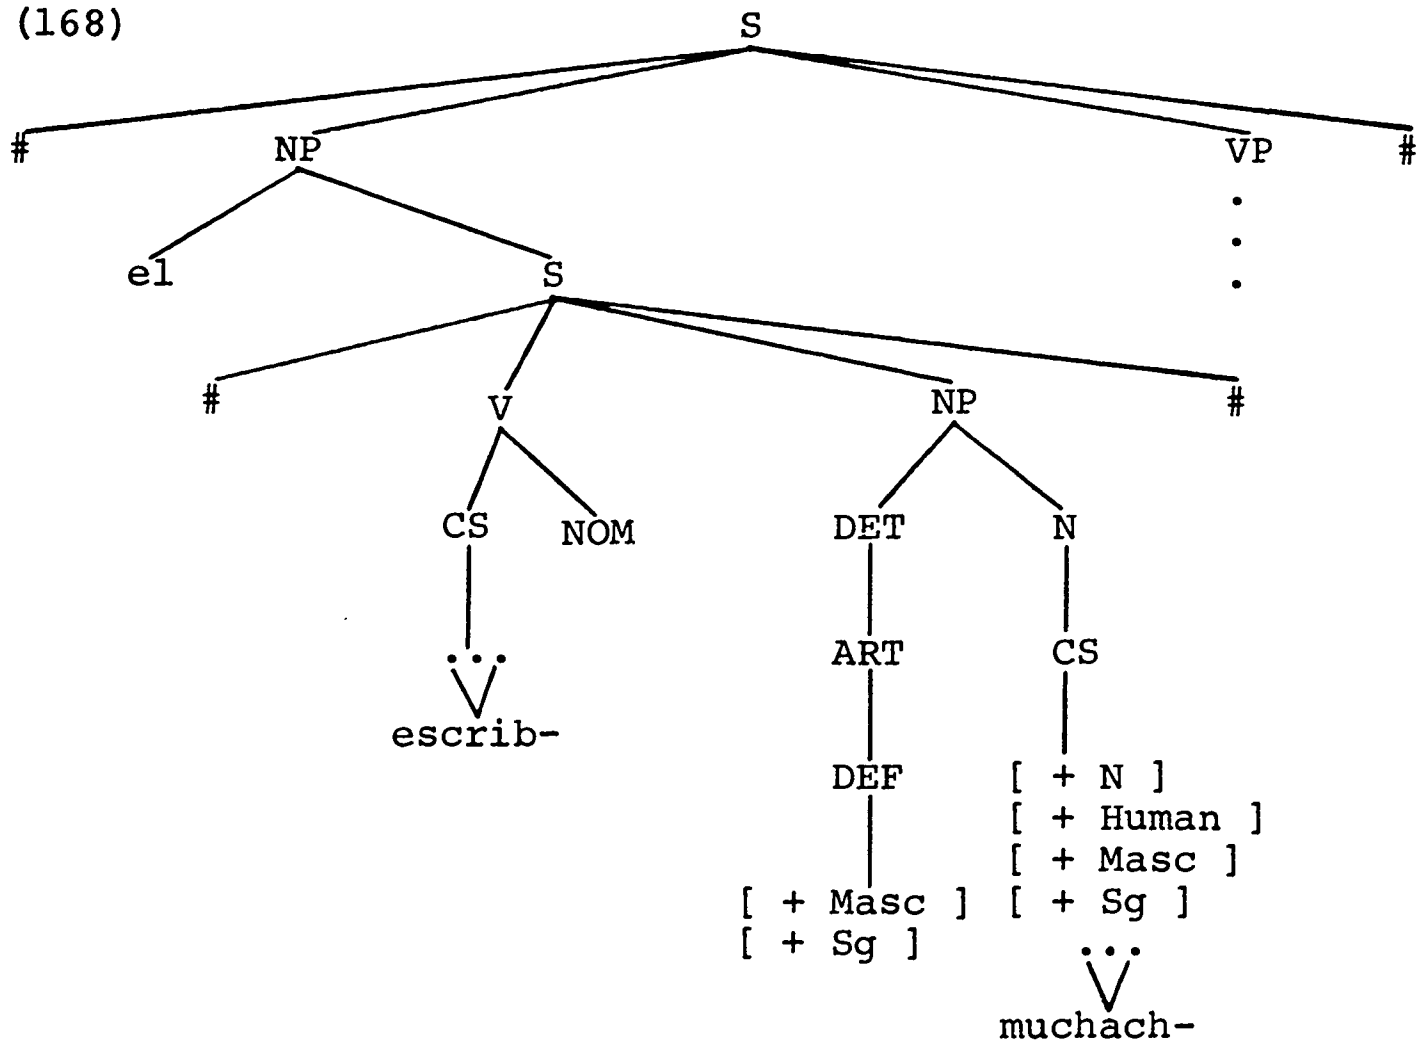 (168)
S
# NP VP #
el S
# V NP #
CS NOM DET N
ART CS
escrib-
DEF [ + N ]
[ + Human ]
[ + Masc ]
[ + Masc ] [ + Sg ]
[ + Sg ]
muchach-